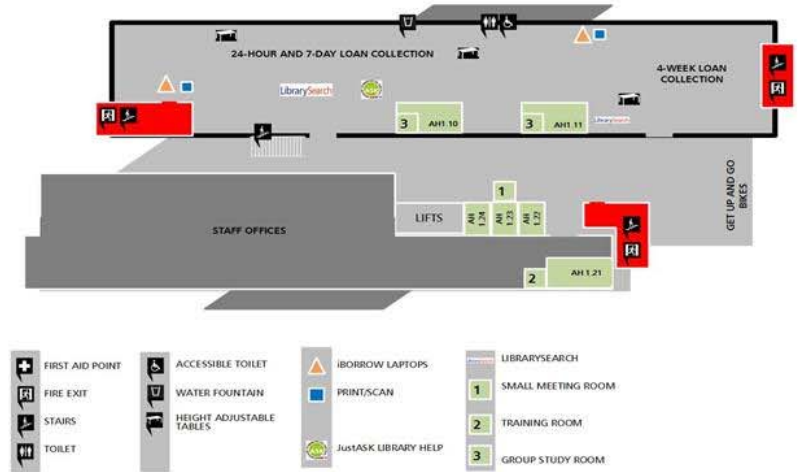 24-HOUR AND 7-DAY LOAN COLLECTION
4-WEEK LOAN
COLLECTION
LibrarySearch
ASK
3
AH1.10
3
AH1.11
LibrarySearch
1
LIFTS
AH
1.24
AH
1.23
AH
1.22
GET UP AND GO
BIKES
STAFF OFFICES
2
AH 1.21
FIRST AID POINT
FIRE EXIT
STAIRS
TOILET
ACCESSIBLE TOILET
WATER FOUNTAIN
HEIGHT ADJUSTABLE
TABLES
iBORROW LAPTOPS
PRINT/SCAN
ASK
JustASK LIBRARY HELP
LibrarySearch
LIBRARYSEARCH
1
SMALL MEETING ROOM
2
TRAINING ROOM
3
GROUP STUDY ROOM